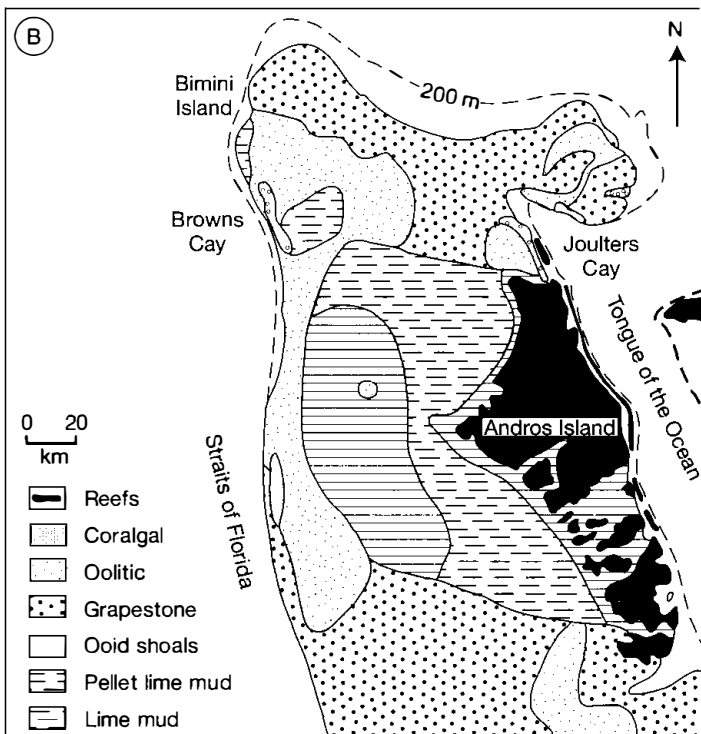 B
N
200 m
Bimini
Island
Browns
Cay
Joulters
Cay
Tongue of the Ocean
Andros Island
Straits of Florida
0 20
km
Reefs
Coralgal
Oolitic
Grapestone
Ooid shoals
Pellet lime mud
Lime mud